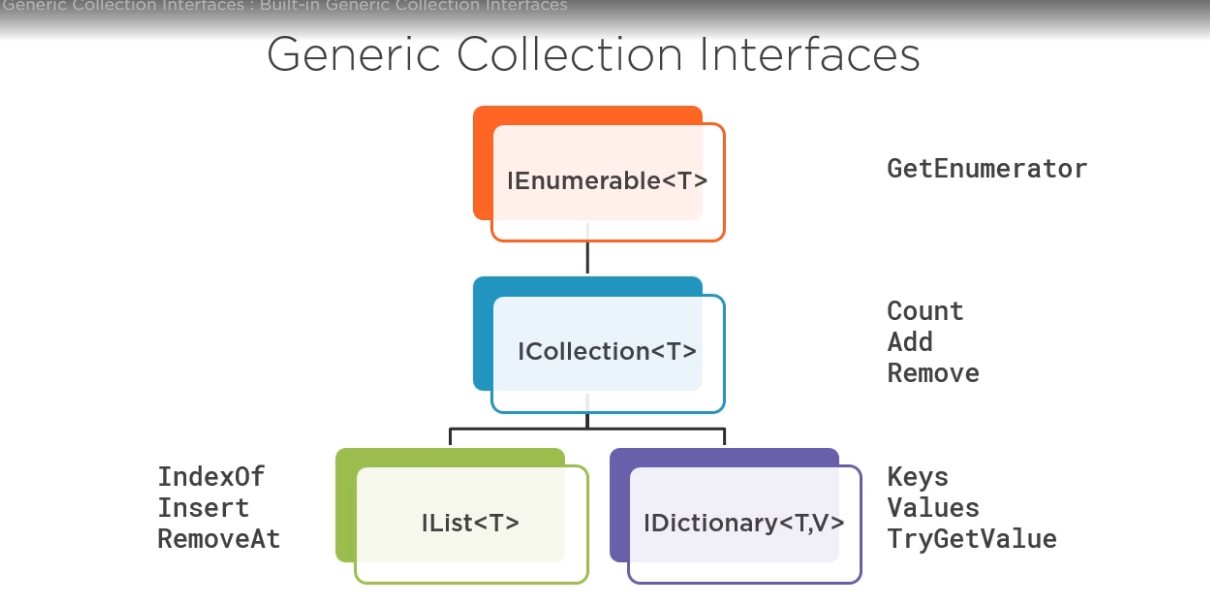 Generic Collection Interfaces : Built-in Generic Collection Interfaces
Generic Collection Interfaces
IEnumerable<T>
GetEnumerator
ICollection<T>
Count
Add
Remove
IndexOf
Insert
RemoveAt
IList<T>
IDictionary<T,V>
Keys
Values
TryGetValue